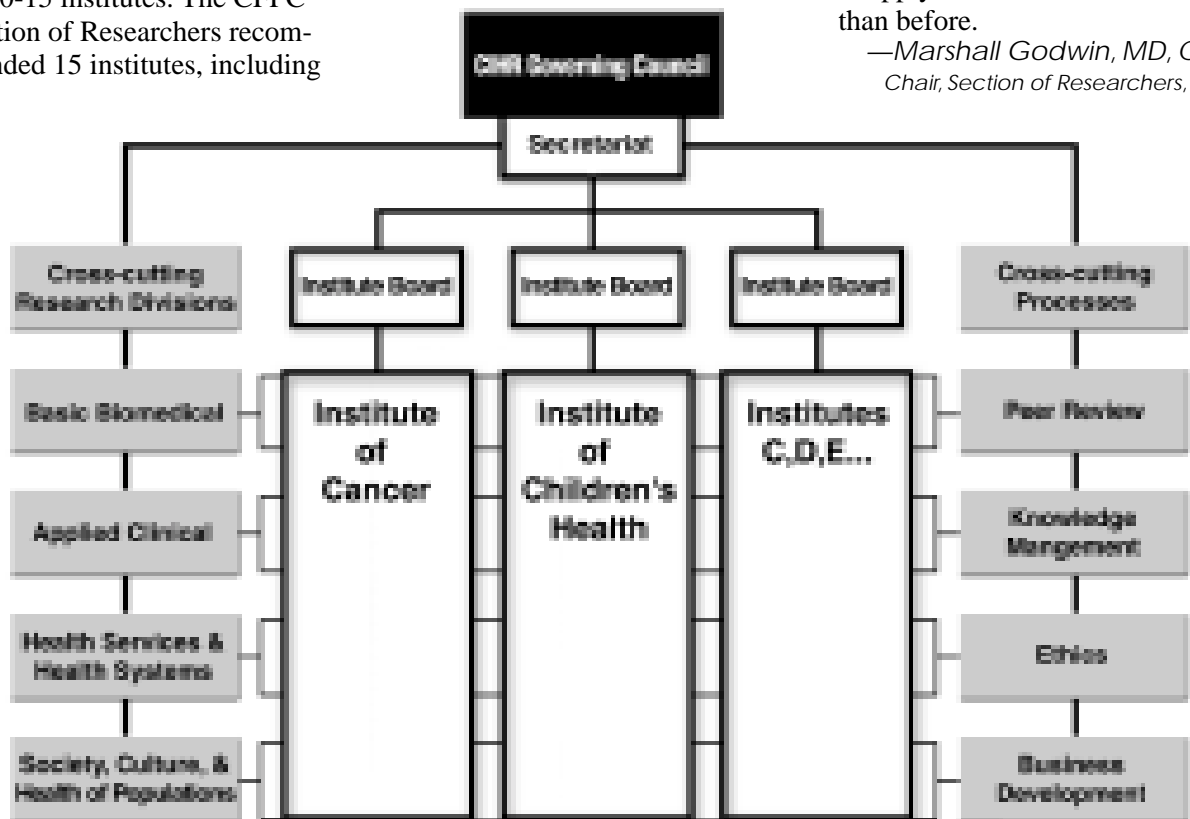 0-15 institutes. The CFPC
tion of Researchers recom-
nded 15 institutes, including
than before.
—Marshall Godwin, MD, C
Chair, Section of Researchers,
CIHR Governing Council
Secretariat
Cross-cutting
Research Divisions
Institute Board
Institute Board
Institute Board
Cross-cutting
Processes
Basic Biomedical
Applied Clinical
Health Services &
Health Systems
Society, Culture, &
Health of Populations
Institute
of
Cancer
Institute
of
Children's
Health
Institutes
C,D,E...
Peer Review
Knowledge
Mangement
Ethics
Business
Development